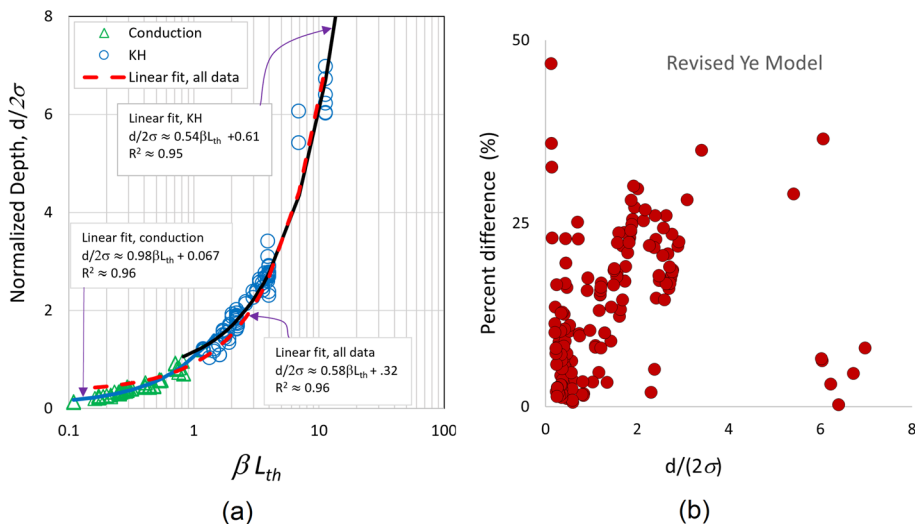 8
6
4
2
0
Normalized Depth, d/2σ
Conduction
KH
Linear fit, all data
Linear fit, KH
d/2σ ≈ 0.54βLth +0.61
R² ≈ 0.95
Linear fit, conduction
d/2σ ≈ 0.98βLth + 0.067
R² ≈ 0.96
Linear fit, all data
d/2σ ≈ 0.58βLth + .32
R² ≈ 0.96
0.1 1 10 100
β Lth
(a)
50
25
0
Percent difference (%)
Revised Ye Model
0 2 4 6 8
d/(2σ)
(b)